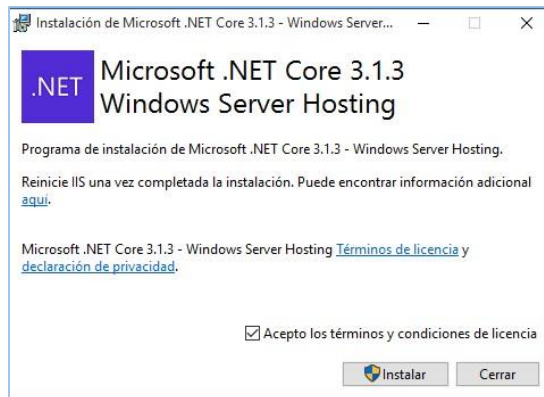 Instalación de Microsoft .NET Core 3.1.3 - Windows Server...
.NET
Microsoft .NET Core 3.1.3
Windows Server Hosting
Programa de instalación de Microsoft .NET Core 3.1.3 - Windows Server Hosting.
Reinicie IIS una vez completada la instalación. Puede encontrar información adicional
aquí.
Microsoft .NET Core 3.1.3 - Windows Server Hosting Términos de licencia y
declaración de privacidad.
Acepto los términos y condiciones de licencia
Instalar
Cerrar